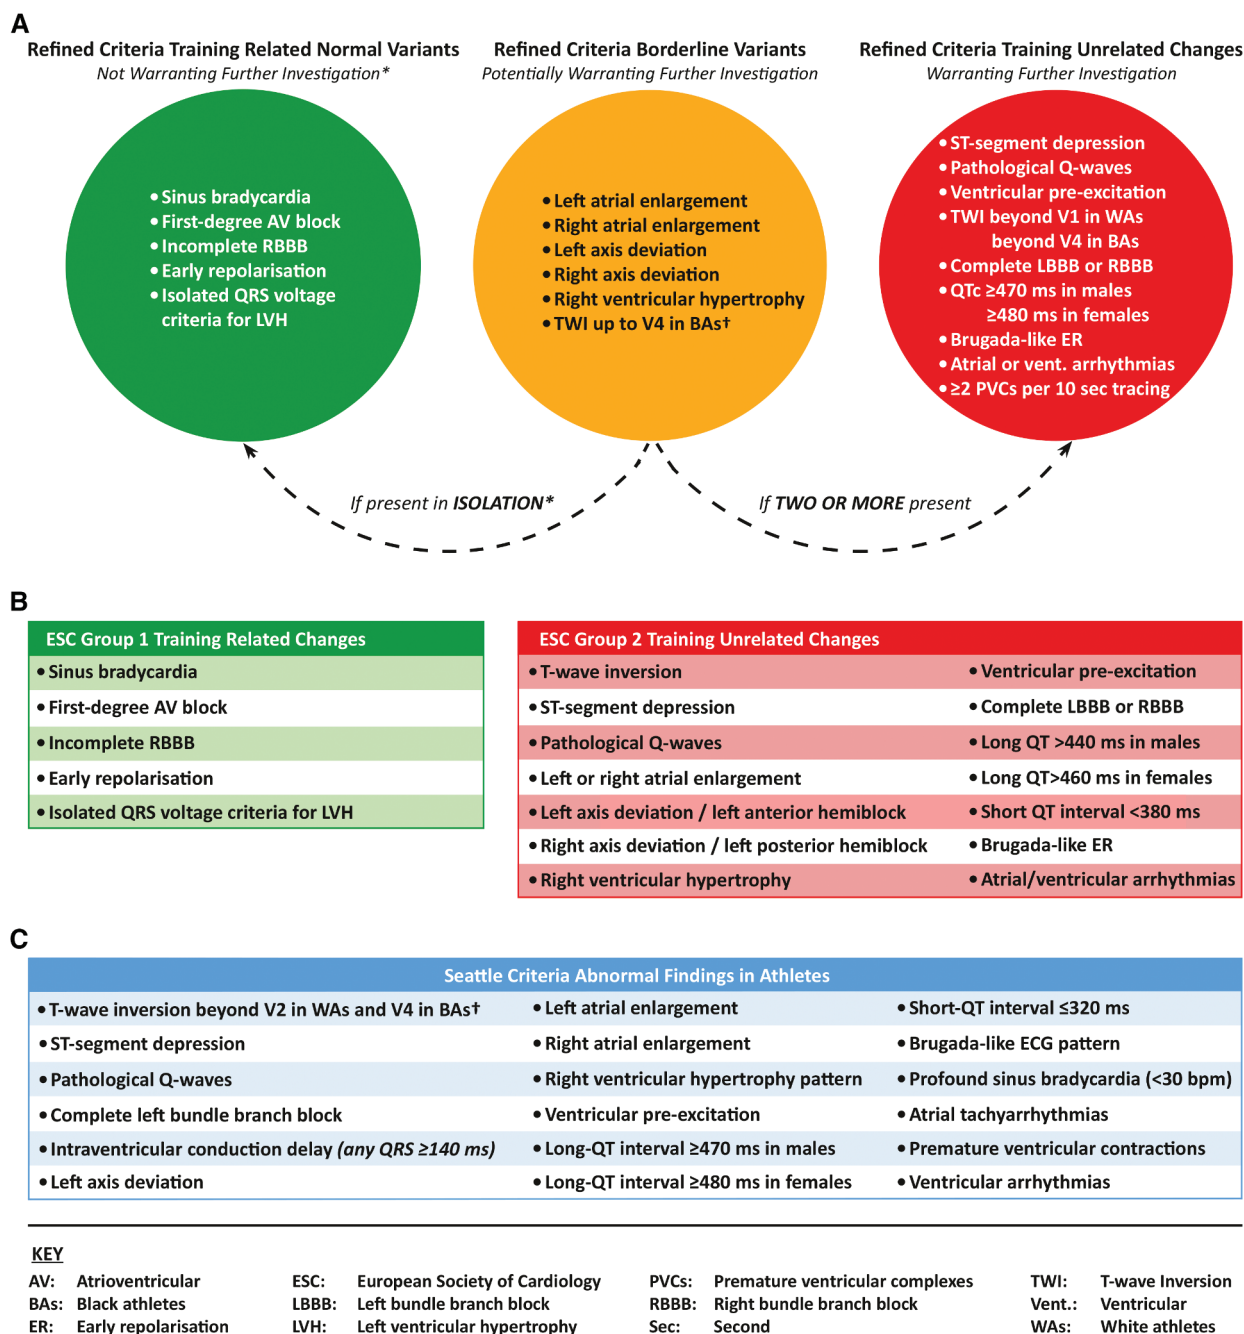 A
Refined Criteria Training Related Normal Variants
Not Warranting Further Investigation*
• Sinus bradycardia
• First-degree AV block
• Incomplete RBBB
• Early repolarisation
• Isolated QRS voltage
criteria for LVH
Refined Criteria Borderline Variants
Potentially Warranting Further Investigation
• Left atrial enlargement
• Right atrial enlargement
• Left axis deviation
• Right axis deviation
• Right ventricular hypertrophy
• TWI up to V4 in BAs†
Refined Criteria Training Unrelated Changes
Warranting Further Investigation
• ST-segment depression
• Pathological Q-waves
• Ventricular pre-excitation
• TWI beyond V1 in WAs
beyond V4 in BAs
• Complete LBBB or RBBB
• QTc ≥470 ms in males
≥480 ms in females
• Brugada-like ER
• Atrial or vent. arrhythmias
• ≥2 PVCs per 10 sec tracing
If present in ISOLATION*
If TWO OR MORE present
B
ESC Group 1 Training Related Changes
• Sinus bradycardia
• First-degree AV block
• Incomplete RBBB
• Early repolarisation
• Isolated QRS voltage criteria for LVH
ESC Group 2 Training Unrelated Changes
• T-wave inversion
• ST-segment depression
• Pathological Q-waves
• Left or right atrial enlargement
• Left axis deviation / left anterior hemiblock
• Right axis deviation / left posterior hemiblock
• Right ventricular hypertrophy
• Ventricular pre-excitation
• Complete LBBB or RBBB
• Long QT >440 ms in males
• Long QT>460 ms in females
• Short QT interval <380 ms
• Brugada-like ER
• Atrial/ventricular arrhythmias
C
Seattle Criteria Abnormal Findings in Athletes
• T-wave inversion beyond V2 in WAs and V4 in BAs†
• ST-segment depression
• Pathological Q-waves
• Complete left bundle branch block
• Intraventricular conduction delay (any QRS ≥140 ms)
• Left axis deviation
• Left atrial enlargement
• Right atrial enlargement
• Right ventricular hypertrophy pattern
• Ventricular pre-excitation
• Long-QT interval ≥470 ms in males
• Long-QT interval ≥480 ms in females
• Short-QT interval ≤320 ms
• Brugada-like ECG pattern
• Profound sinus bradycardia (<30 bpm)
• Atrial tachyarrhythmias
• Premature ventricular contractions
• Ventricular arrhythmias
KEY
AV: Atrioventricular
BAs: Black athletes
ER: Early repolarisation
ESC: European Society of Cardiology
LBBB: Left bundle branch block
LVH: Left ventricular hypertrophy
PVCs: Premature ventricular complexes
RBBB: Right bundle branch block
Sec: Second
TWI: T-wave Inversion
Vent.: Ventricular
WAs: White athletes